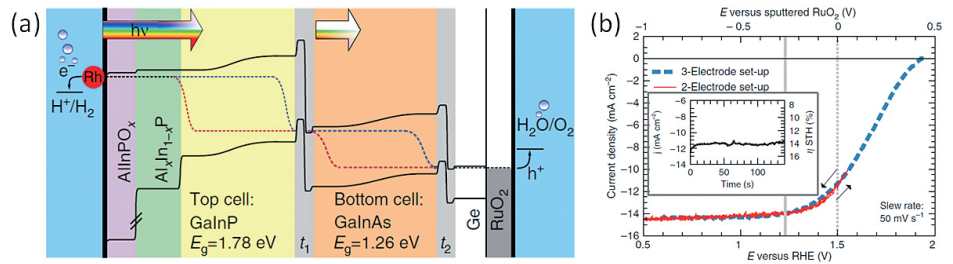 (a)
hν
e−
Rh
H+/H2
AlInPOx
AlxIn1−xP
Top cell:
GaInP
Eg=1.78 eV
t1
Bottom cell:
GaInAs
Eg=1.26 eV
t2
Ge
RuO2
H2O/O2
h+
(b)
E versus sputtered RuO2 (V)
−1 −0.5 0 0.5
Current density (mA cm−2)
2
0
−2
−4
−6
−8
−10
−12
−14
−16
3-Electrode set-up
2-Electrode set-up
j (mA cm−2)
−6
−8
−10
−12
−14
8
10
12
14
16
η STH (%)
0 50 100
Time (s)
Slew rate:
50 mV s−1
0.5 1 1.5 2
E versus RHE (V)